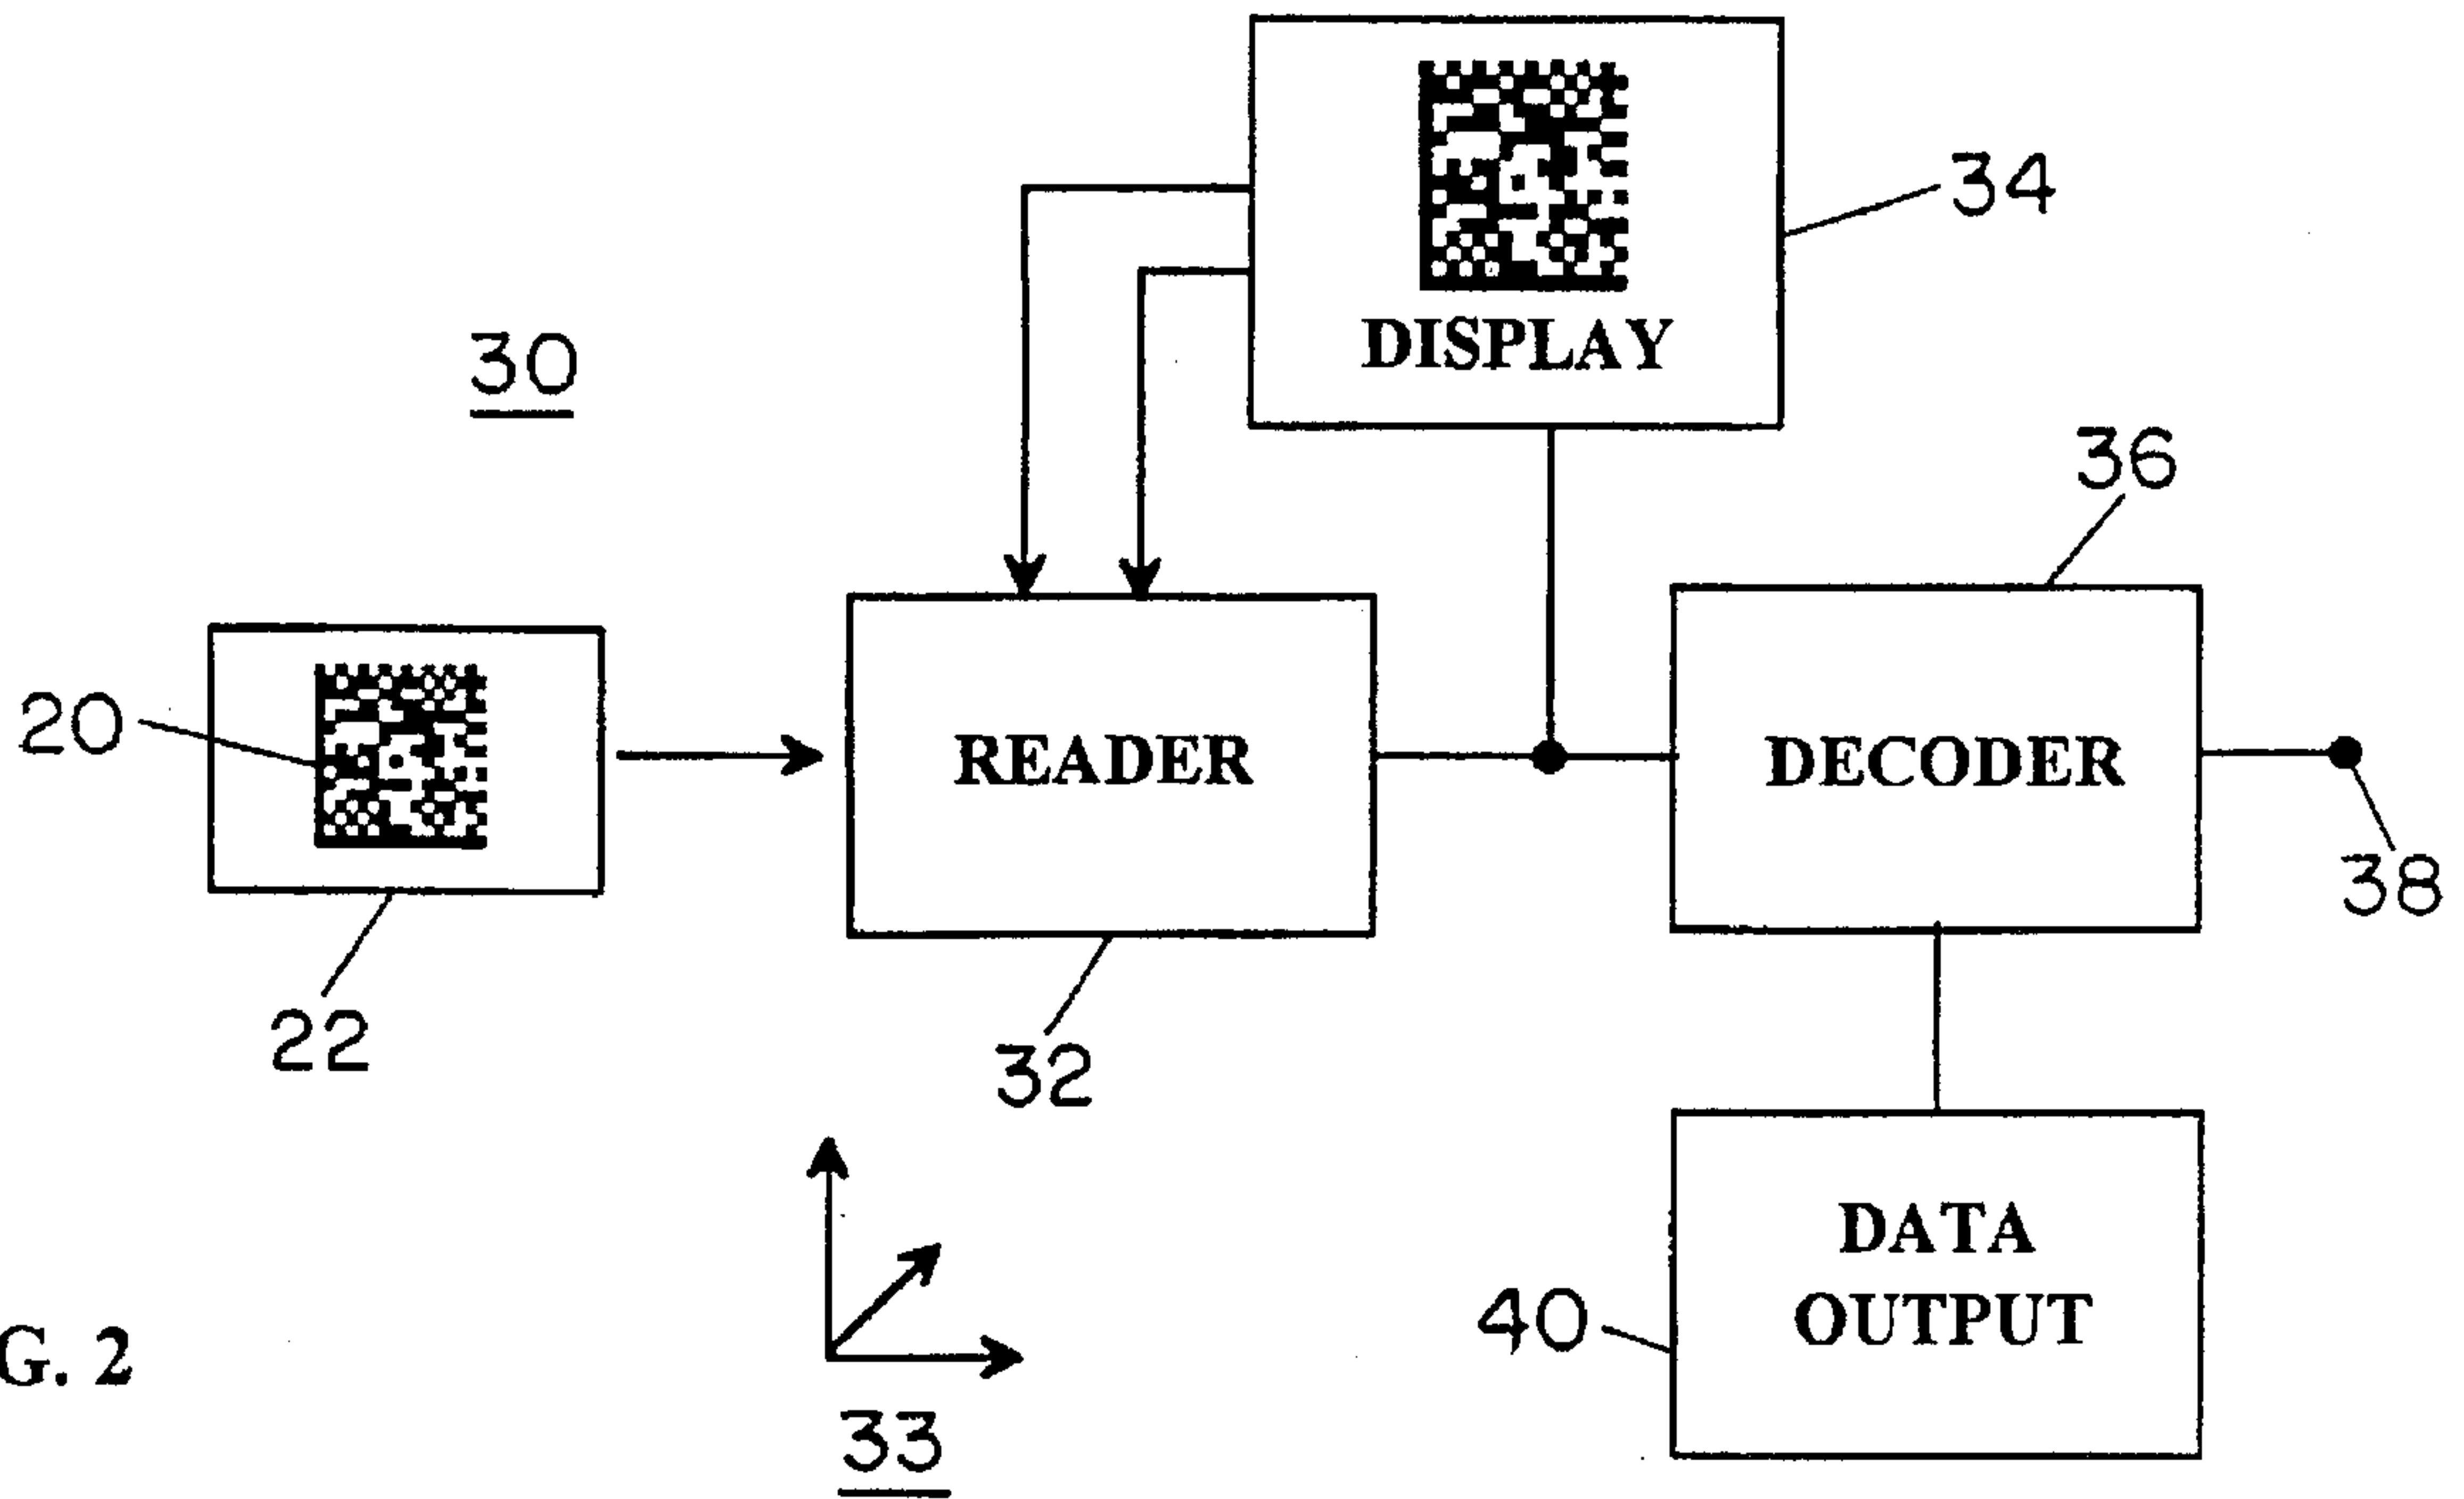 34
DISPLAY
30
36
20
READER
DECODER
38
22
32
DATA
OUTPUT
40
G. 2
33